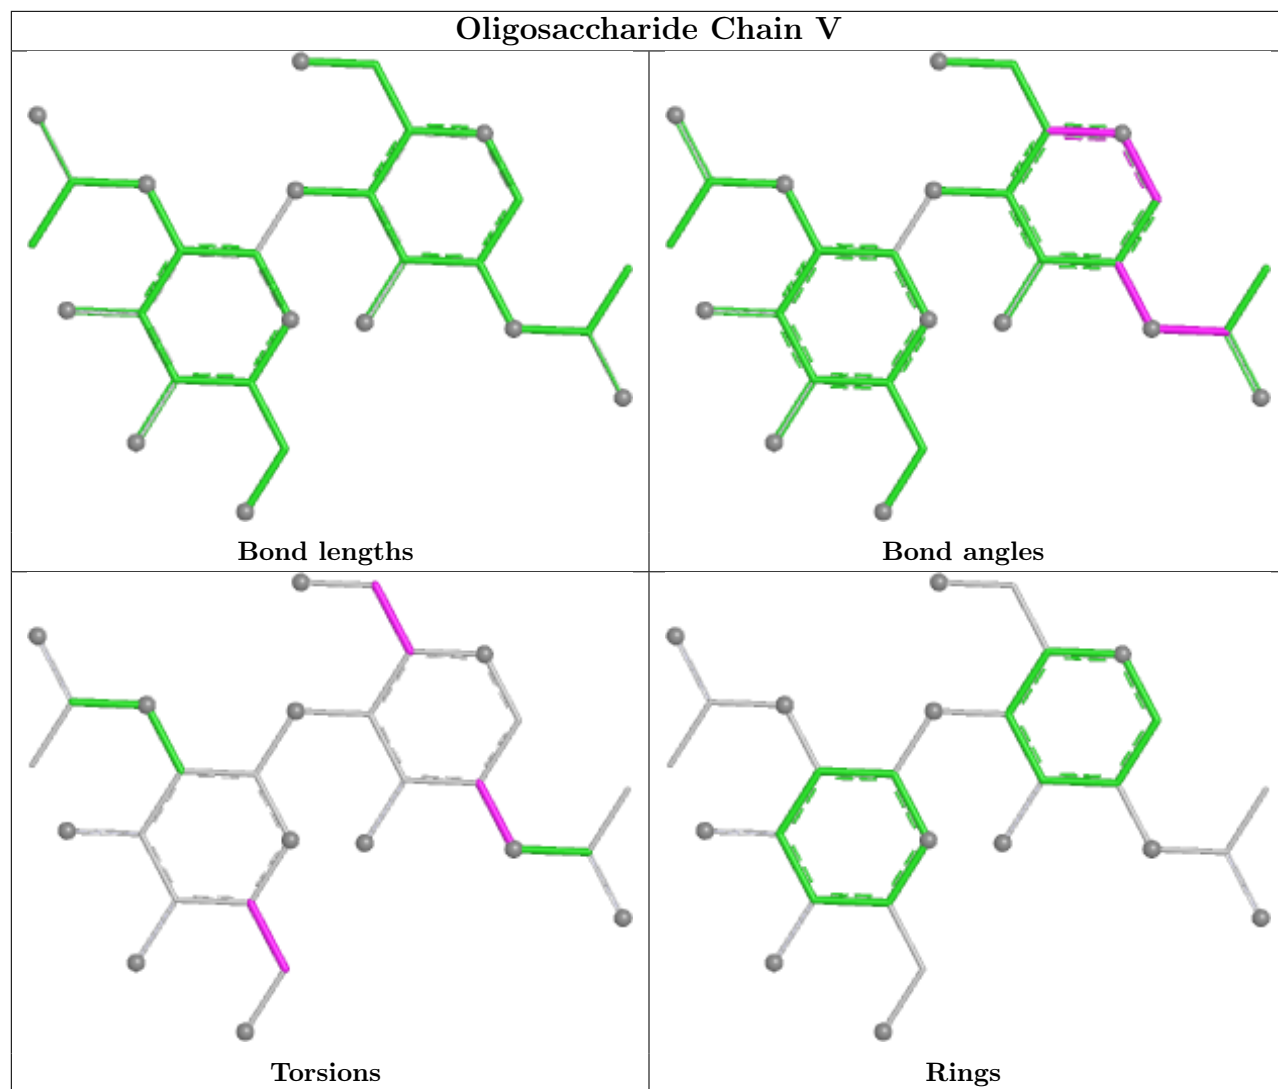 Oligosaccharide Chain V
Bond lengths
Bond angles
Torsions
Rings